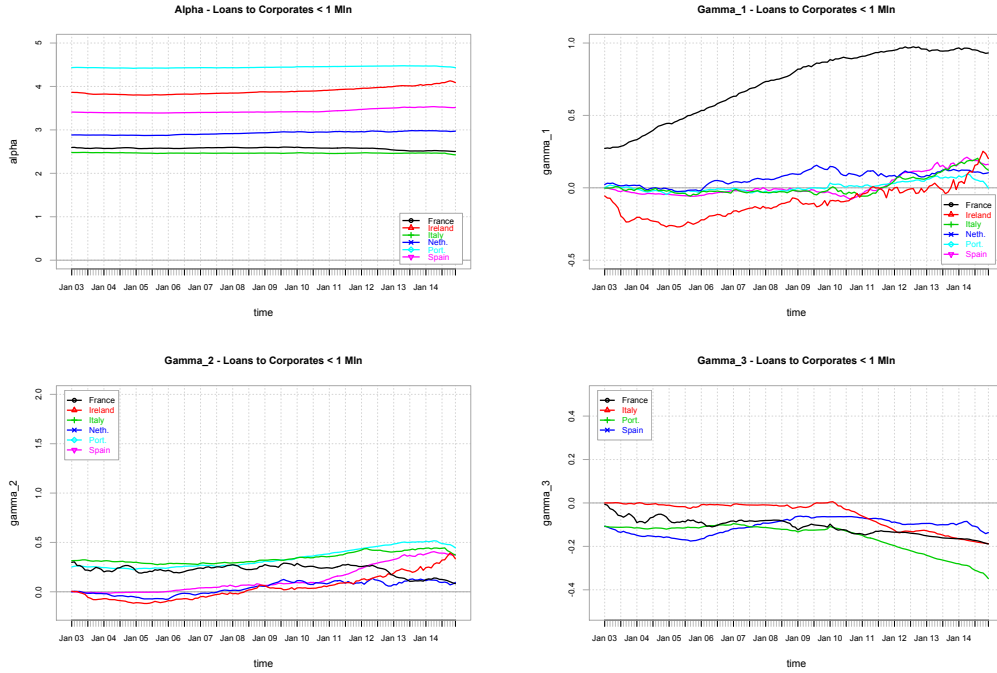 Alpha - Loans to Corporates < 1 Mln
alpha
5
4
3
2
1
0
France
Ireland
Italy
Neth.
Port.
Spain
Jan 03 Jan 04 Jan 05 Jan 06 Jan 07 Jan 08 Jan 09 Jan 10 Jan 11 Jan 12 Jan 13 Jan 14
time
Gamma_1 - Loans to Corporates < 1 Mln
gamma_1
1.0
0.5
0.0
-0.5
France
Ireland
Italy
Neth.
Port.
Spain
Jan 03 Jan 04 Jan 05 Jan 06 Jan 07 Jan 08 Jan 09 Jan 10 Jan 11 Jan 12 Jan 13 Jan 14
time
Gamma_2 - Loans to Corporates < 1 Mln
gamma_2
2.0
1.5
1.0
0.5
0.0
France
Ireland
Italy
Neth.
Port.
Spain
Jan 03 Jan 04 Jan 05 Jan 06 Jan 07 Jan 08 Jan 09 Jan 10 Jan 11 Jan 12 Jan 13 Jan 14
time
Gamma_3 - Loans to Corporates < 1 Mln
gamma_3
0.4
0.2
0.0
-0.2
-0.4
France
Italy
Port.
Spain
Jan 03 Jan 04 Jan 05 Jan 06 Jan 07 Jan 08 Jan 09 Jan 10 Jan 11 Jan 12 Jan 13 Jan 14
time